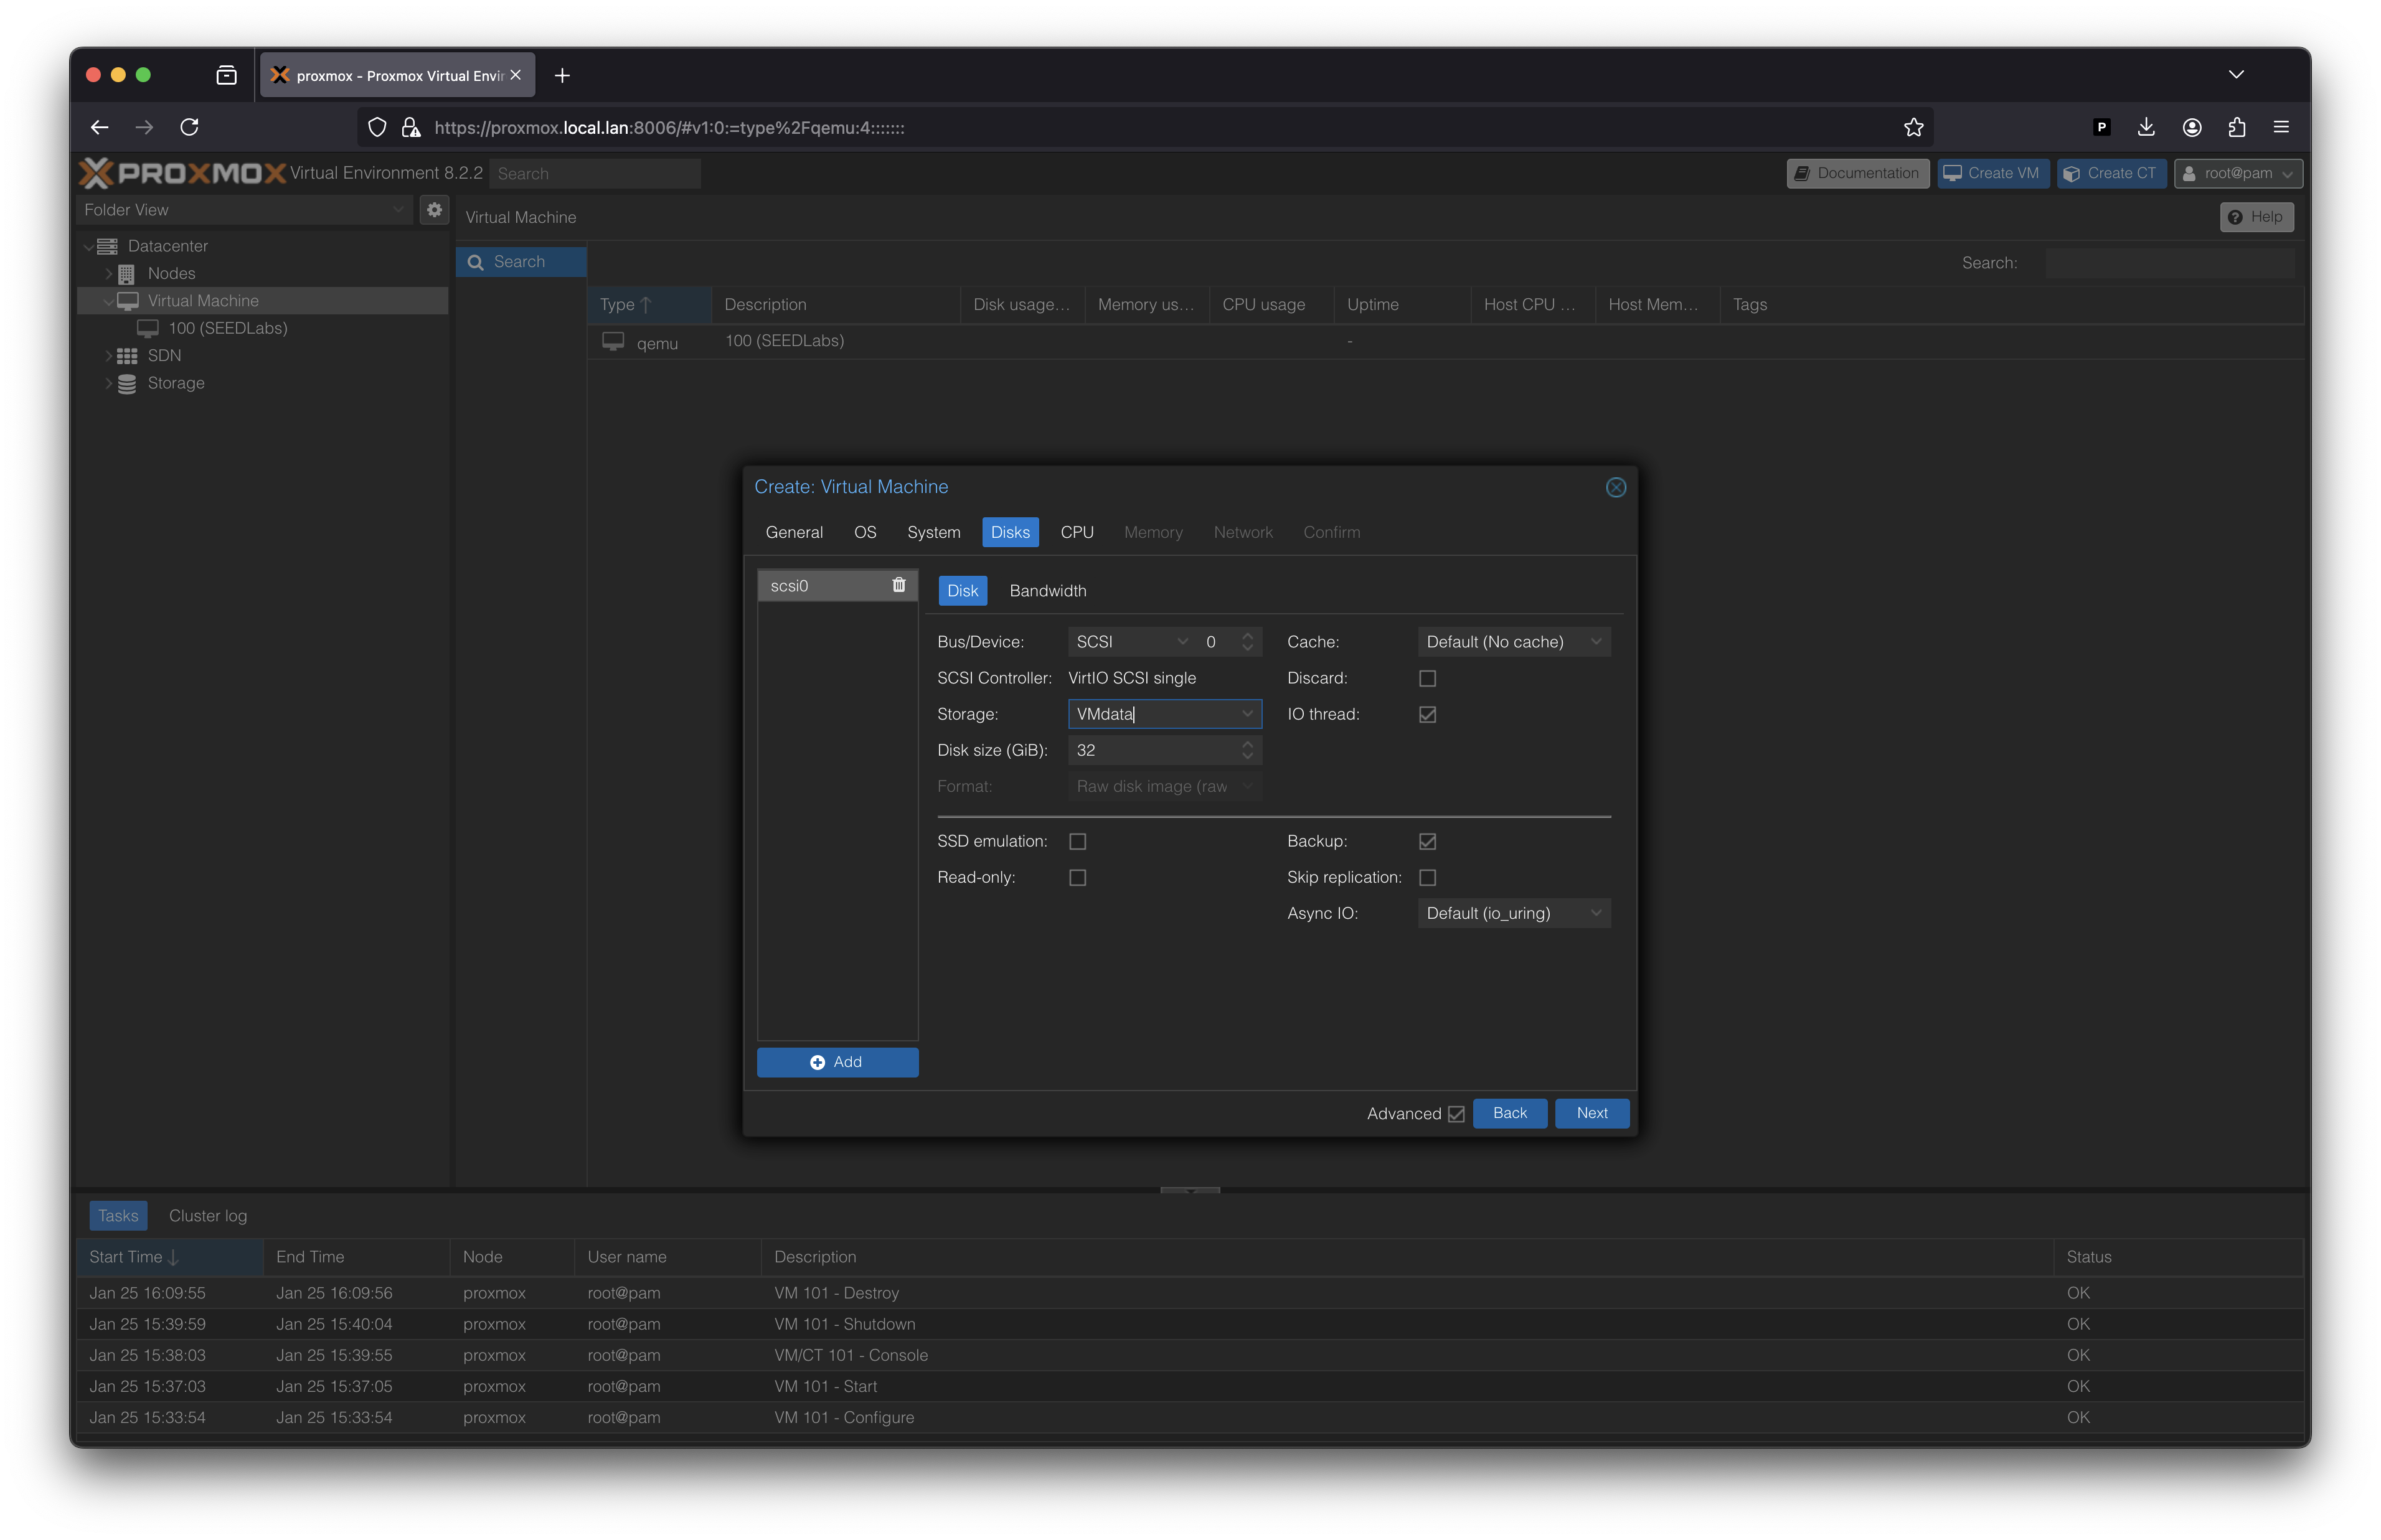 proxmox - Proxmox Virtual Envir
https://proxmox.local.lan:8006/#v1:0:=type%2Fqemu:4:::::::
P
PROXMOX Virtual Environment 8.2.2 Search
Documentation Create VM Create CT root@pam
Folder View
Virtual Machine
Help
Datacenter
Nodes
Virtual Machine
100 (SEEDLabs)
SDN
Storage
Search
Search:
Type Description Disk usage... Memory us... CPU usage Uptime Host CPU ... Host Mem... Tags
qemu 100 (SEEDLabs) -
Create: Virtual Machine
General OS System Disks CPU Memory Network Confirm
scsi0
Disk Bandwidth
Bus/Device: SCSI 0 Cache: Default (No cache)
SCSI Controller: VirtIO SCSI single Discard:
Storage: VMdata IO thread:
Disk size (GiB): 32
Format: Raw disk image (raw
SSD emulation: Backup:
Read-only: Skip replication:
Async IO: Default (io_uring)
Add
Advanced Back Next
Tasks Cluster log
Start Time End Time Node User name Description Status
Jan 25 16:09:55 Jan 25 16:09:56 proxmox root@pam VM 101 - Destroy OK
Jan 25 15:39:59 Jan 25 15:40:04 proxmox root@pam VM 101 - Shutdown OK
Jan 25 15:38:03 Jan 25 15:39:55 proxmox root@pam VM/CT 101 - Console OK
Jan 25 15:37:03 Jan 25 15:37:05 proxmox root@pam VM 101 - Start OK
Jan 25 15:33:54 Jan 25 15:33:54 proxmox root@pam VM 101 - Configure OK